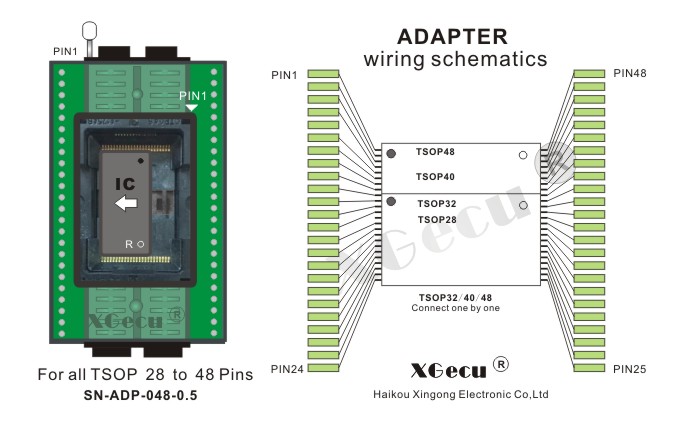 PIN1
PIN1
IC
R
XGecu ®
For all TSOP 28 to 48 Pins
SN-ADP-048-0.5
ADAPTER
wiring schematics
PIN1
PIN48
TSOP48
TSOP40
TSOP32
TSOP28
XGecu ®
TSOP32/40/48
Connect one by one
PIN24
PIN25
XGecu ®
Haikou Xingong Electronic Co,Ltd